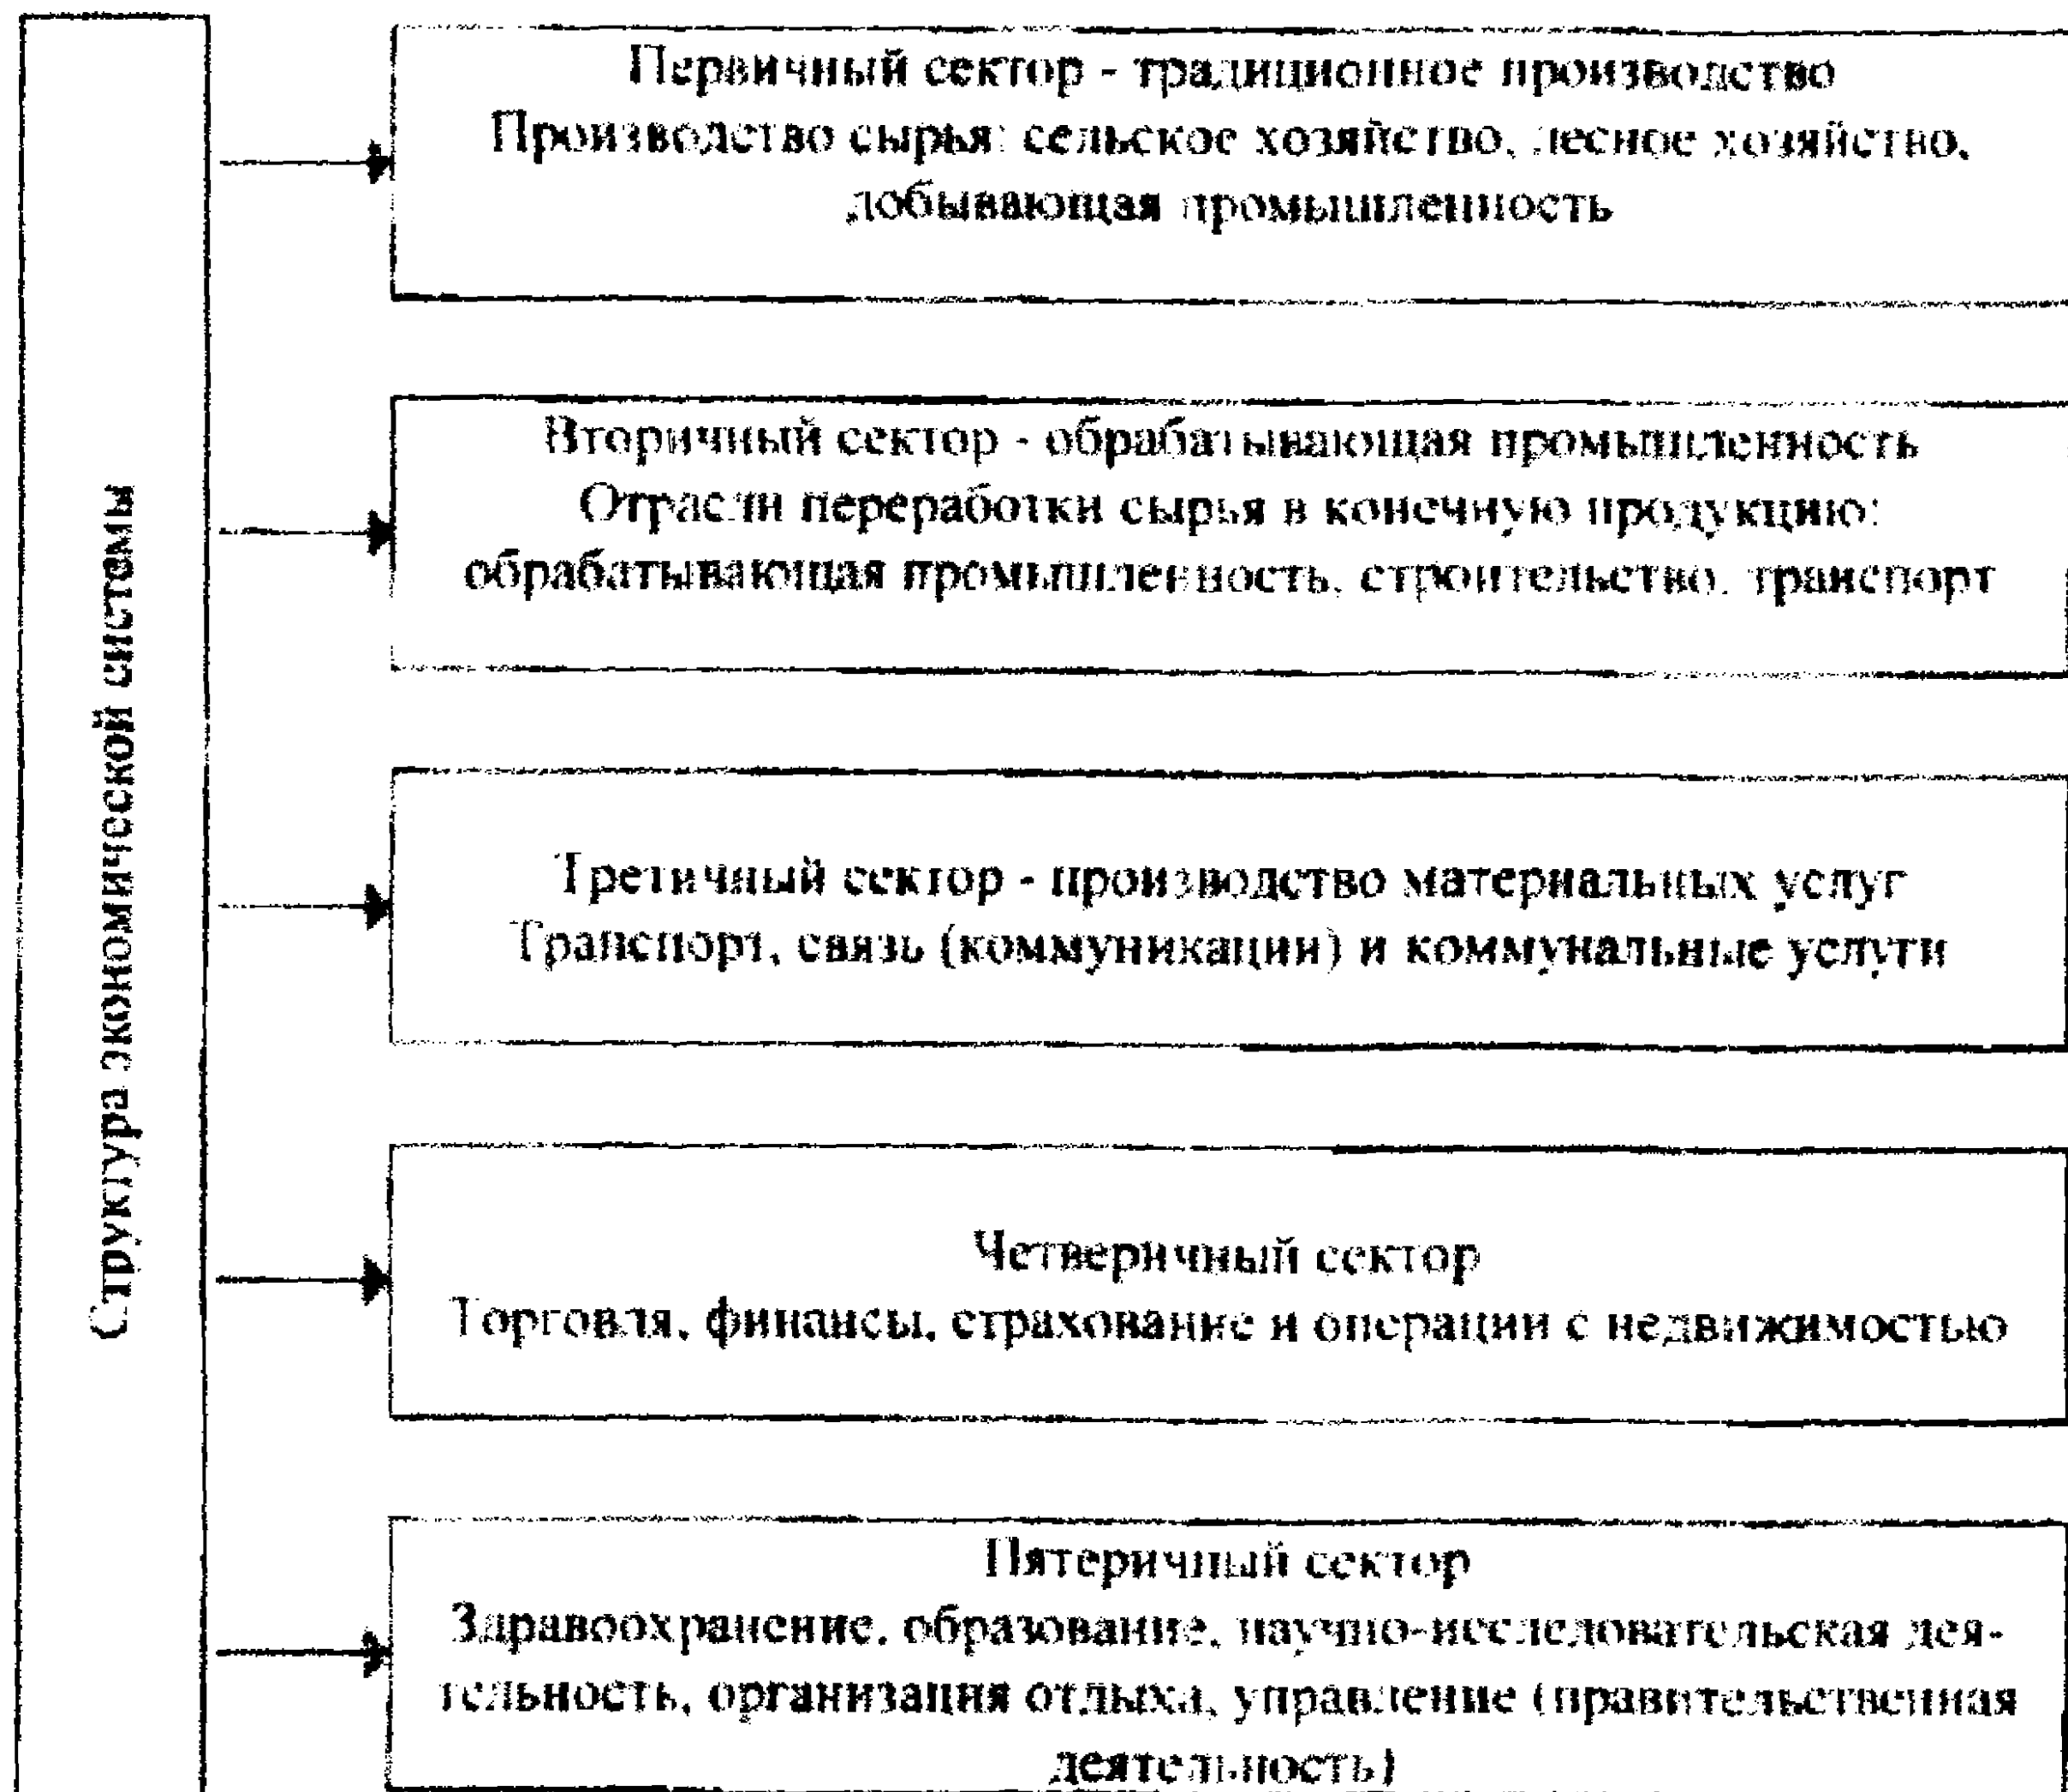 Структура экономической системы
Первичный сектор - традиционное производство
Производство сырья: сельское хозяйство, лесное хозяйство,
добывающая промышленность
Вторичный сектор - обрабатывающая промышленность
Отрасли переработки сырья в конечную продукцию:
обрабатывающая промышленность, строительство, транспорт
Третичный сектор - производство материальных услуг
Транспорт, связь (коммуникации) и коммунальные услуги
Четверичный сектор
Торговля, финансы, страхование и операции с недвижимостью
Пятеричный сектор
Здравоохранение, образование, научно-исследовательская дея-
тельность, организация отдыха, управление (правительственная
деятельность)